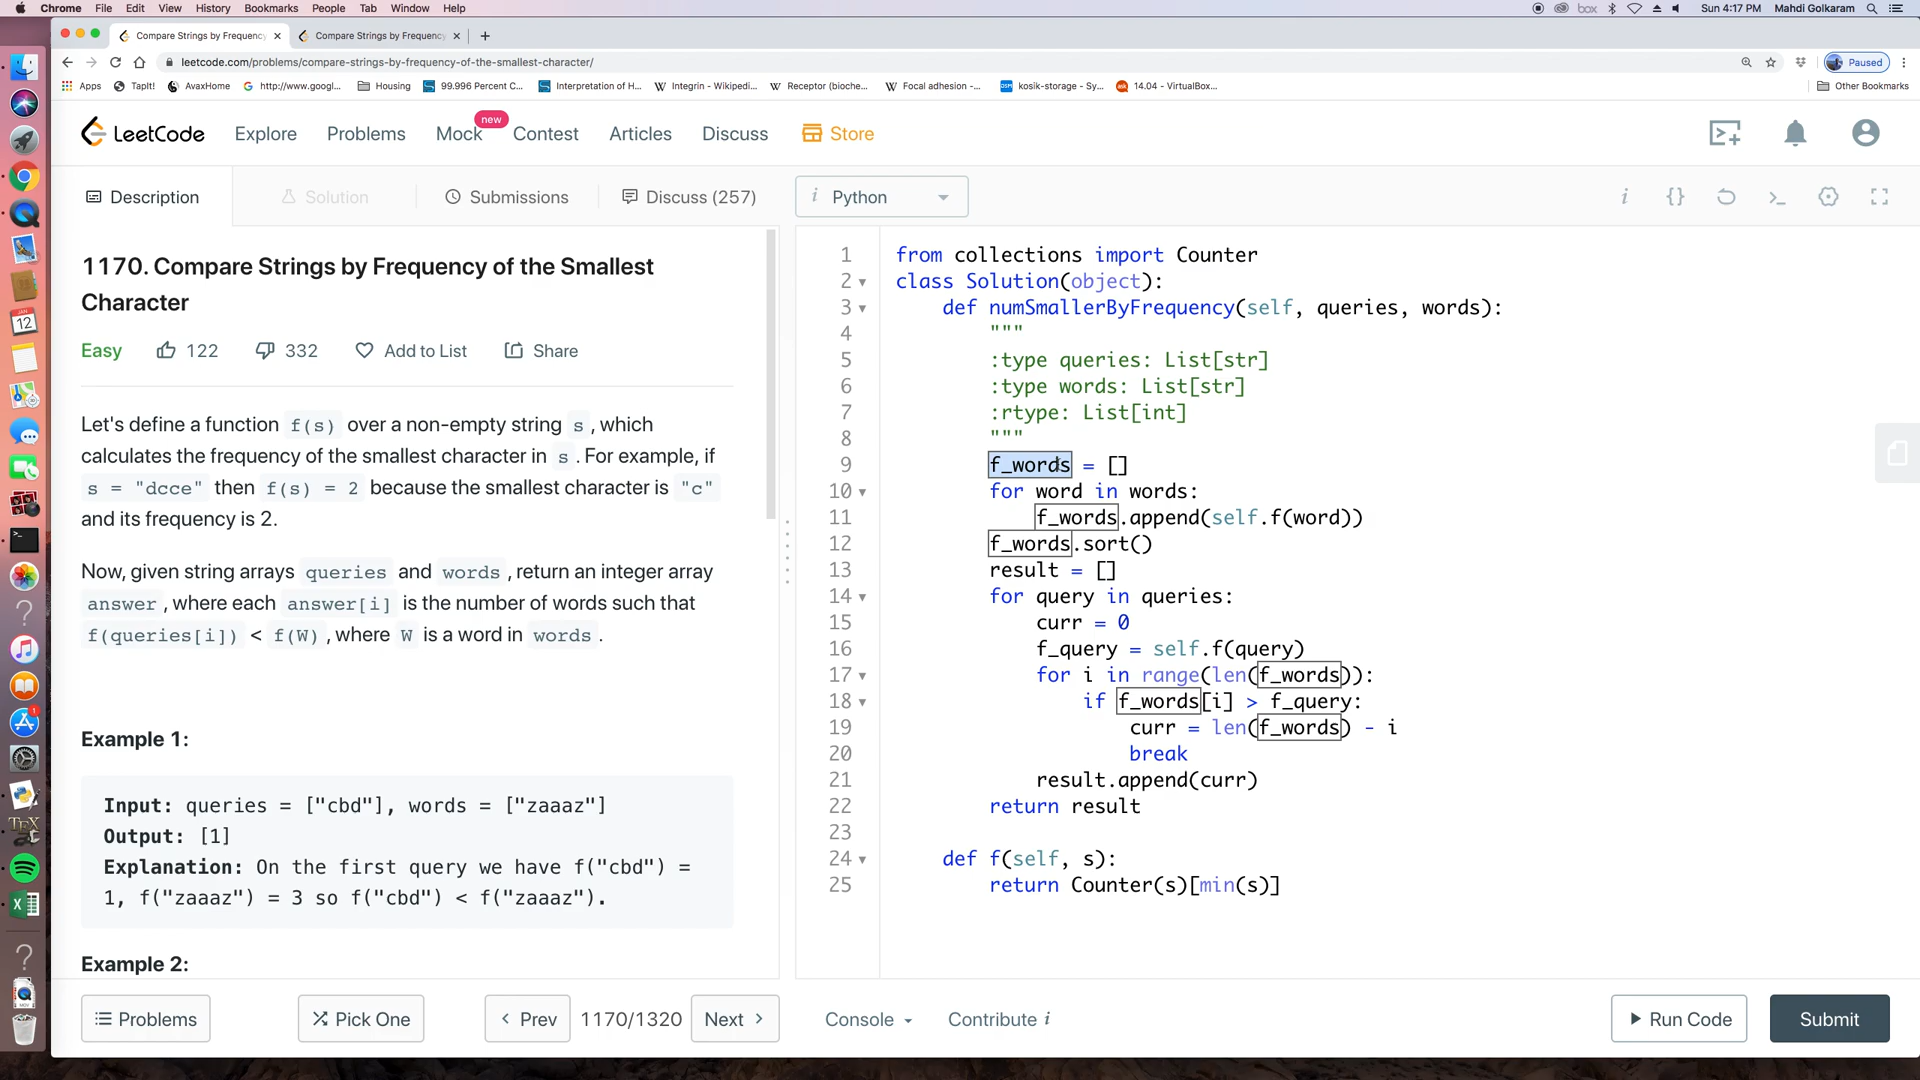 Chrome File Edit View History Bookmarks People Tab Window Help
box Sun 4:17 PM Mahdi Golkaram
Compare Strings by Frequency
Compare Strings by Frequency
leetcode.com/problems/compare-strings-by-frequency-of-the-smallest-character/
Paused
Apps TapIt! AvaxHome http://www.googl... Housing 99.996 Percent C... Interpretation of H... Integrin - Wikipedi... Receptor (bioche... Focal adhesion -... kosik-storage - Sy... 14.04 - VirtualBox... Other Bookmarks
LeetCode Explore Problems Mock new Contest Articles Discuss Store
Description Solution Submissions Discuss (257)
Python
1170. Compare Strings by Frequency of the Smallest
Character
Easy 122 332 Add to List Share
Let's define a function f(s) over a non-empty string s, which
calculates the frequency of the smallest character in s. For example, if
s = "dcce" then f(s) = 2 because the smallest character is "c"
and its frequency is 2.
Now, given string arrays queries and words, return an integer array
answer, where each answer[i] is the number of words such that
f(queries[i]) < f(W), where W is a word in words.
Example 1:
Input: queries = ["cbd"], words = ["zaaaz"]
Output: [1]
Explanation: On the first query we have f("cbd") =
1, f("zaaaz") = 3 so f("cbd") < f("zaaaz").
Example 2:
1 from collections import Counter
2 class Solution(object):
3 def numSmallerByFrequency(self, queries, words):
4 """
5 :type queries: List[str]
6 :type words: List[str]
7 :rtype: List[int]
8 """
9 f_words = []
10 for word in words:
11 f_words.append(self.f(word))
12 f_words.sort()
13 result = []
14 for query in queries:
15 curr = 0
16 f_query = self.f(query)
17 for i in range(len(f_words)):
18 if f_words[i] > f_query:
19 curr = len(f_words) - i
20 break
21 result.append(curr)
22 return result
23
24 def f(self, s):
25 return Counter(s)[min(s)]
Problems Pick One Prev 1170/1320 Next Console Contribute i Run Code Submit
JAN
12
1
TEX